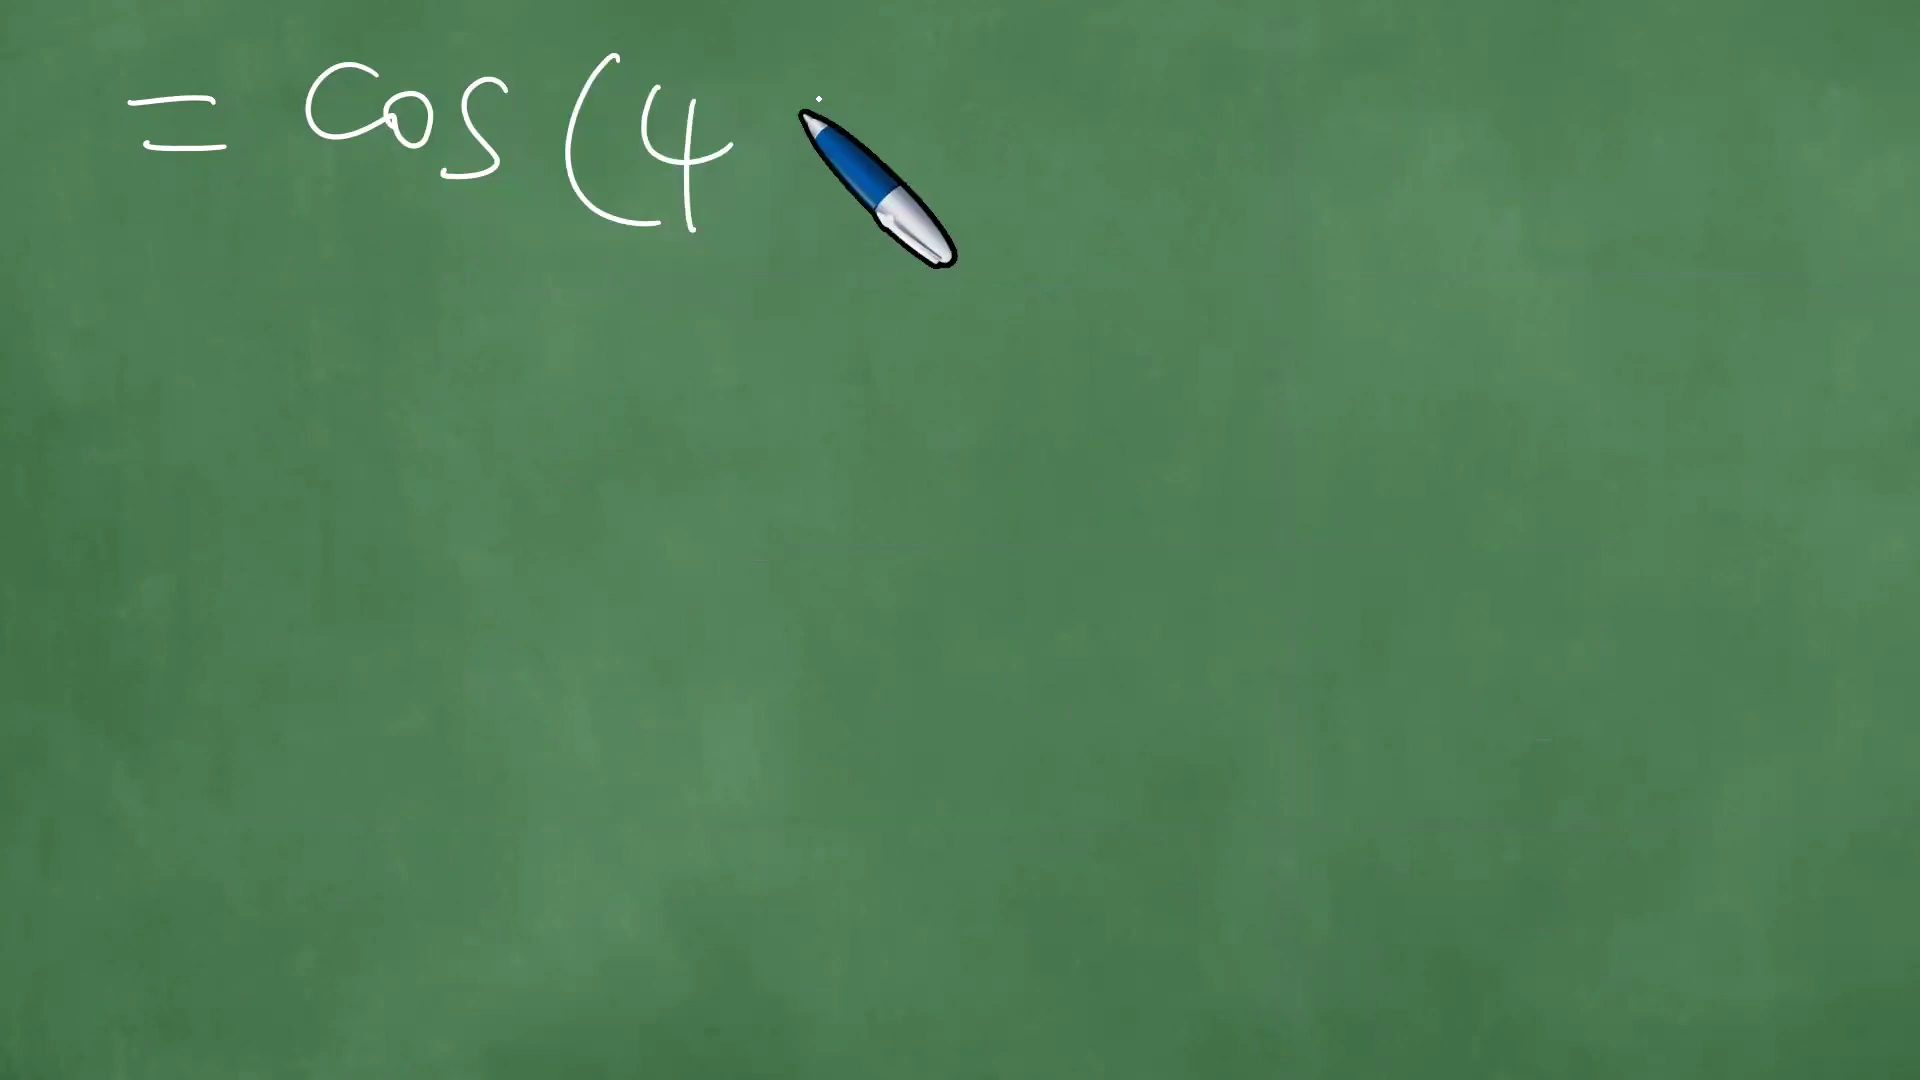 = cos (4